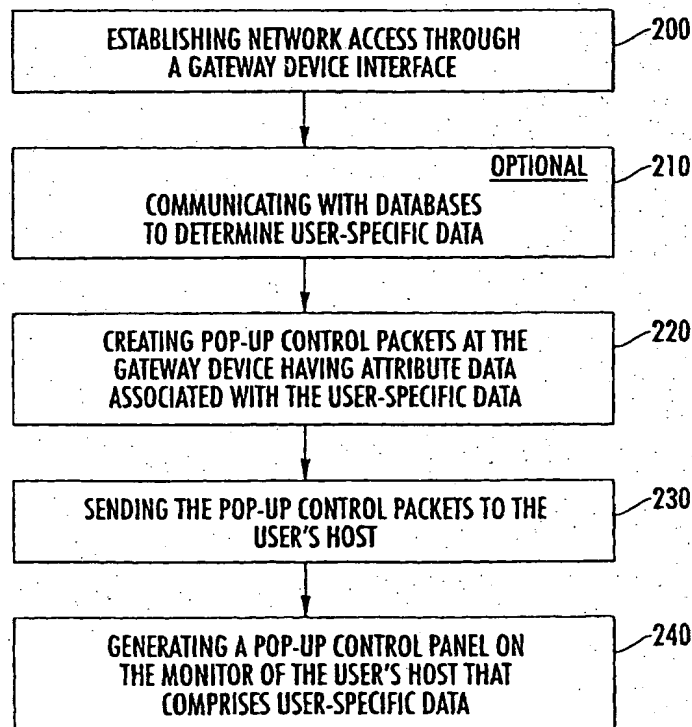 ESTABLISHING NETWORK ACCESS THROUGH
A GATEWAY DEVICE INTERFACE
200
OPTIONAL
210
COMMUNICATING WITH DATABASES
TO DETERMINE USER-SPECIFIC DATA
CREATING POP-UP CONTROL PACKETS AT THE
GATEWAY DEVICE HAVING ATTRIBUTE DATA
ASSOCIATED WITH THE USER-SPECIFIC DATA
220
SENDING THE POP-UP CONTROL PACKETS TO THE
USER'S HOST
230
GENERATING A POP-UP CONTROL PANEL ON
THE MONITOR OF THE USER'S HOST THAT
COMPRISES USER-SPECIFIC DATA
240